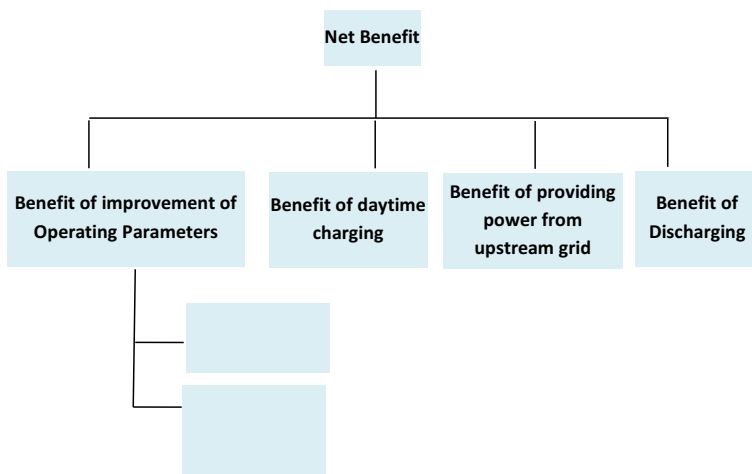 Net Benefit
Benefit of improvement of
Operating Parameters
Benefit of daytime
charging
Benefit of providing
power from
upstream grid
Benefit of
Discharging